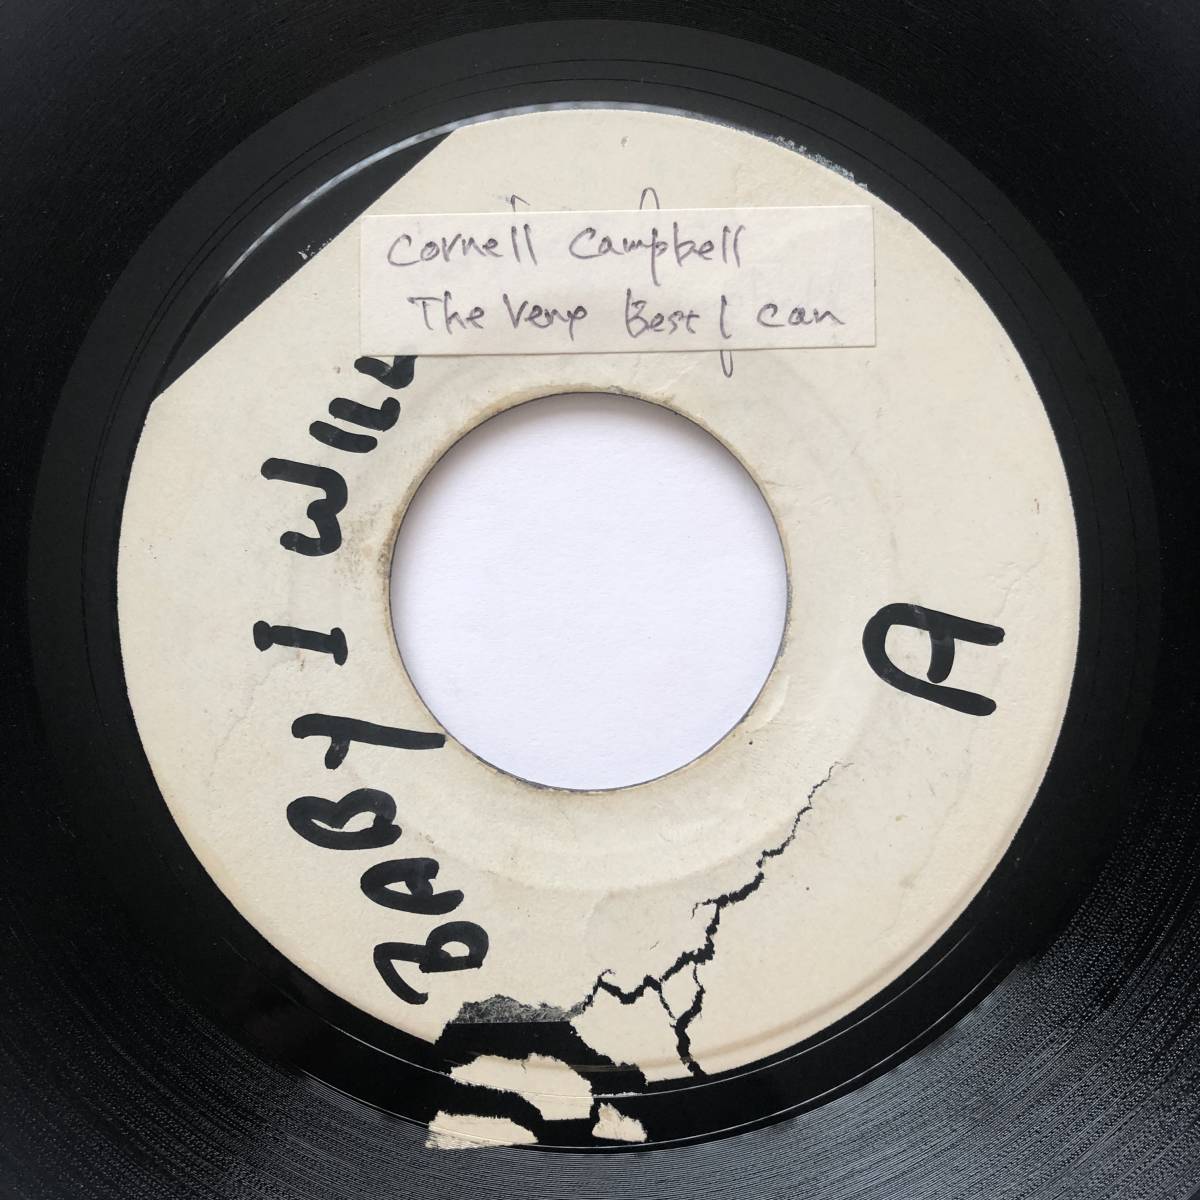 Cornell Campbell
The Very Best I can
BABY I WILL
A